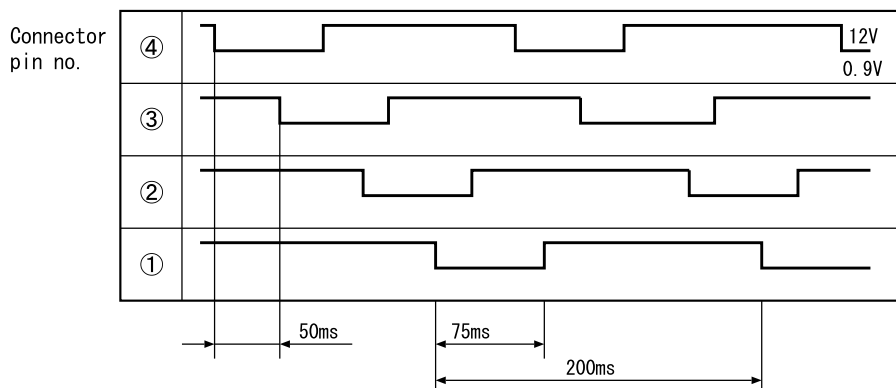 Connector
pin no.
④
12V
0.9V
③
②
①
50ms
75ms
200ms